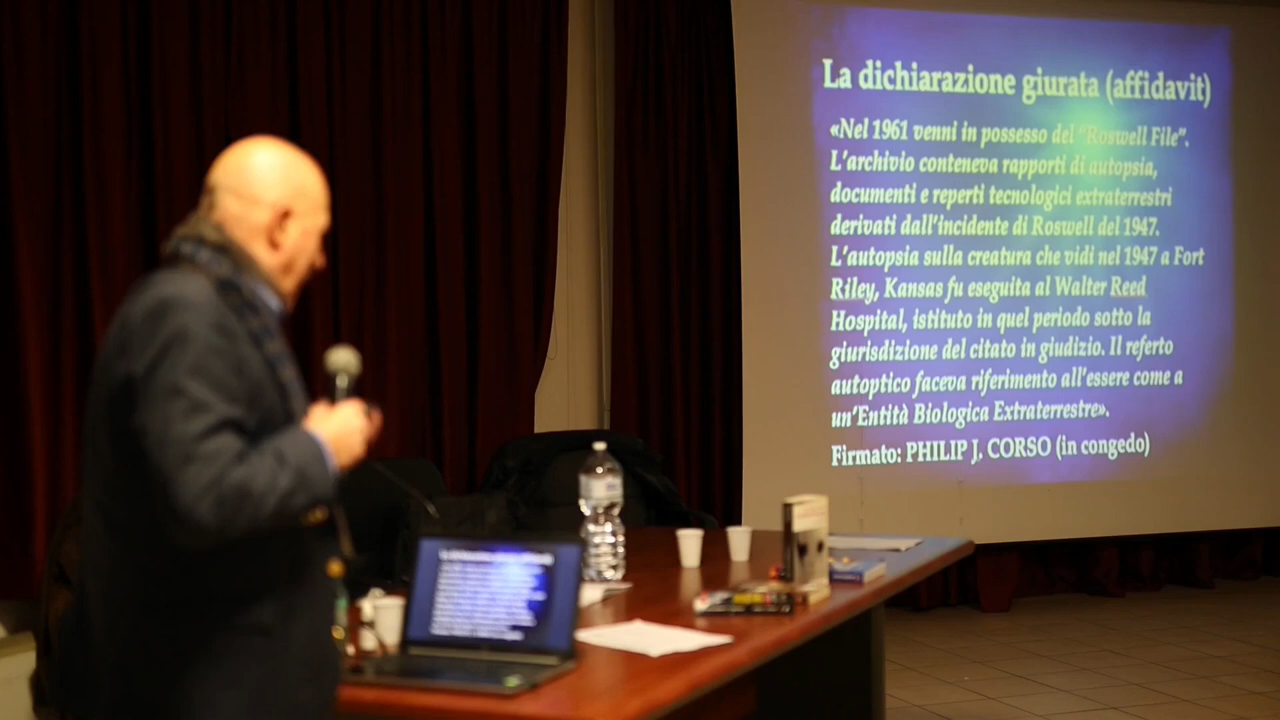 La dichiarazione giurata (affidavit)
«Nel 1961 venni in possesso del "Roswell File".
L'archivio conteneva rapporti di autopsia,
documenti e reperti tecnologici extraterrestri
derivati dall'incidente di Roswell del 1947.
L'autopsia sulla creatura che vidi nel 1947 a Fort
Riley, Kansas fu eseguita al Walter Reed
Hospital, istituto in quel periodo sotto la
giurisdizione del citato in giudizio. Il referto
autoptico faceva riferimento all'essere come a
un'Entità Biologica Extraterrestre».
Firmato: PHILIP J. CORSO (in congedo)